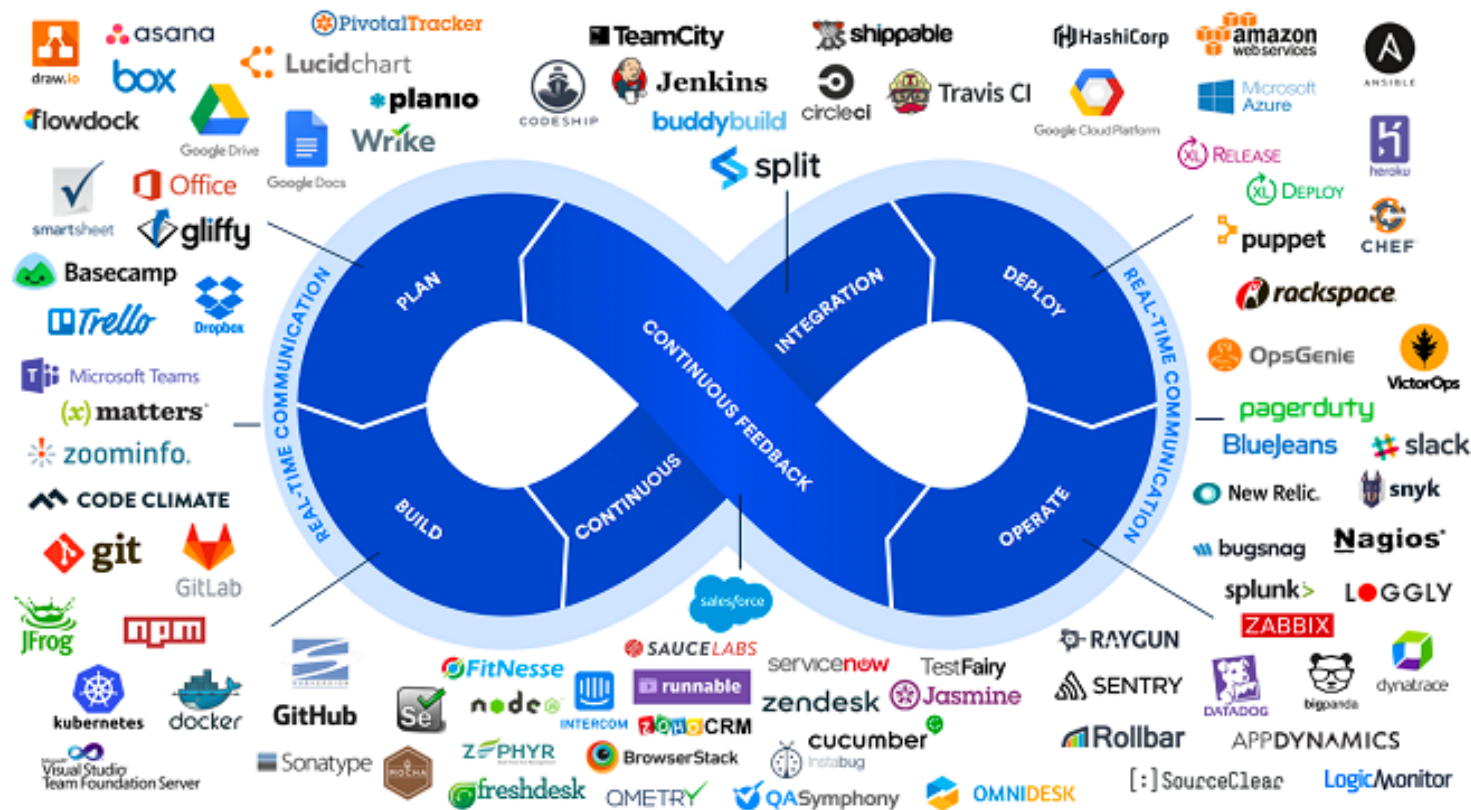 draw.io
asana
PivotalTracker
box
Lucidchart
flowdock
Google Drive
planio
Google Docs
Wrike
TeamCity
shippable
CODESHIP
Jenkins
circleci
Travis CI
buddybuild
split
HashiCorp
amazon
webservices
ANSIBLE
Google Cloud Platform
Microsoft
Azure
XL RELEASE
heroku
XL DEPLOY
puppet
CHEF
rackspace
smartsheet
Office
gliffy
Basecamp
Trello
Dropbox
Microsoft Teams
(x)matters
zoominfo.
REAL-TIME COMMUNICATION
PLAN
BUILD
CONTINUOUS
INTEGRATION
CONTINUOUS FEEDBACK
DEPLOY
OPERATE
REAL-TIME COMMUNICATION
OpsGenie
VictorOps
pagerduty
BlueJeans
slack
New Relic.
snyk
bugsnag
Nagios
splunk>
LOGGLY
ZABBIX
CODE CLIMATE
git
GitLab
JFrog
npm
kubernetes
docker
SUBVERSION
GitHub
Microsoft
Visual Studio
Team Foundation Server
Sonatype
salesforce
FitNesse
SAUCELABS
servicenow
TestFairy
Se
node
INTERCOM
runnable
zendesk
Jasmine
ZOHO CRM
ZEPHYR
BrowserStack
cucumber
Instabug
MOCHA
freshdesk
QMETRY
QASymphony
OMNIDESK
RAYGUN
SENTRY
DATADOG
bigpanda
dynatrace
Rollbar
APPDYNAMICS
[:]SourceClear
LogicMonitor